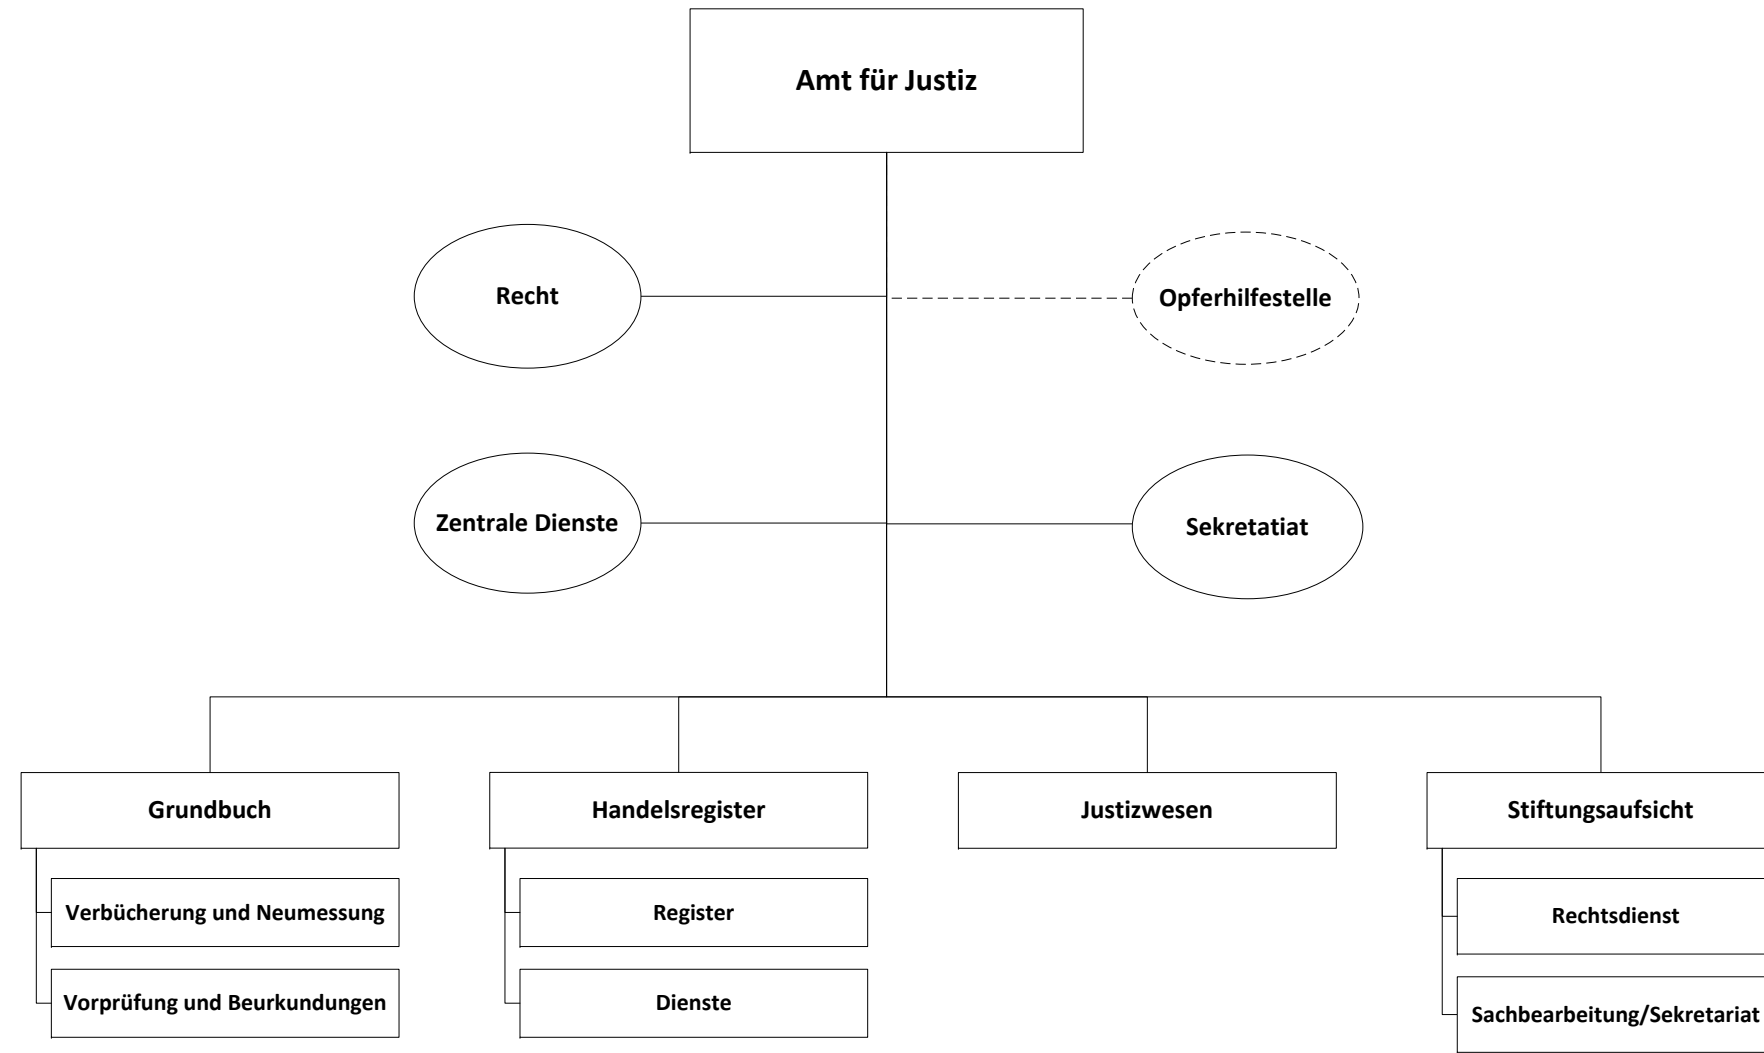 Amt für Justiz
Recht
Opferhilfestelle
Zentrale Dienste
Sekretatiat
Grundbuch
Handelsregister
Justizwesen
Stiftungsaufsicht
Verbücherung und Neumessung
Register
Rechtsdienst
Vorprüfung und Beurkundungen
Dienste
Sachbearbeitung/Sekretariat